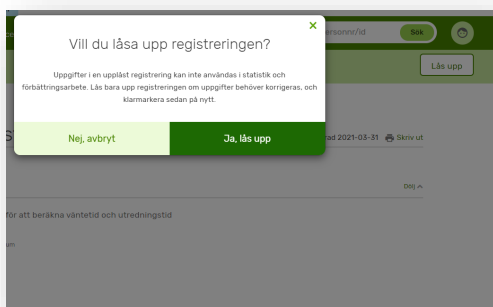 ×
Vill du låsa upp registreringen?
ersonnr/id
Sök
Uppgifter i en upplåst registrering kan inte användas i statistik och
förbättringsarbete. Lås bara upp registreringen om uppgifter behöver korrigeras, och
klarmarkera sedan på nytt.
Lås upp
Nej, avbryt
Ja, lås upp
rad 2021-03-31 Skriv ut
Dölj
för att beräkna väntetid och utredningstid
um